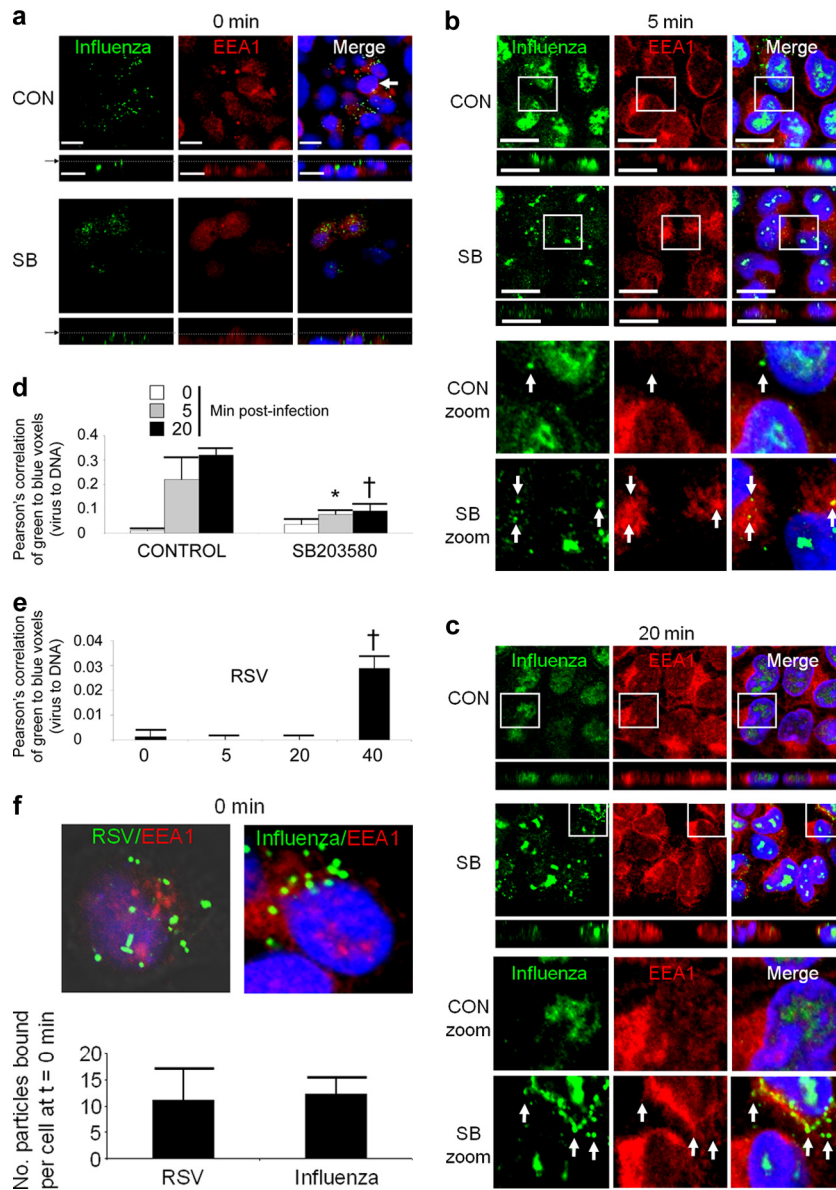 a
0 min
Influenza
EEA1
Merge
CON
SB
b
5 min
Influenza
EEA1
Merge
CON
SB
CON
zoom
SB
zoom
d
0
5
20
Min post-infection
Pearson's correlation
of green to blue voxels
(virus to DNA)
0.4
0.3
0.2
0.1
0
*
†
CONTROL
SB203580
e
Pearson's correlation
of green to blue voxels
(virus to DNA)
0.04
0.03
0.02
0.01
0
RSV
†
0
5
20
40
c
20 min
Influenza
EEA1
Merge
CON
SB
Influenza
EEA1
Merge
CON
zoom
SB
zoom
f
0 min
RSV/EEA1
Influenza/EEA1
No. particles bound
per cell at t = 0 min
20
15
10
5
0
RSV
Influenza